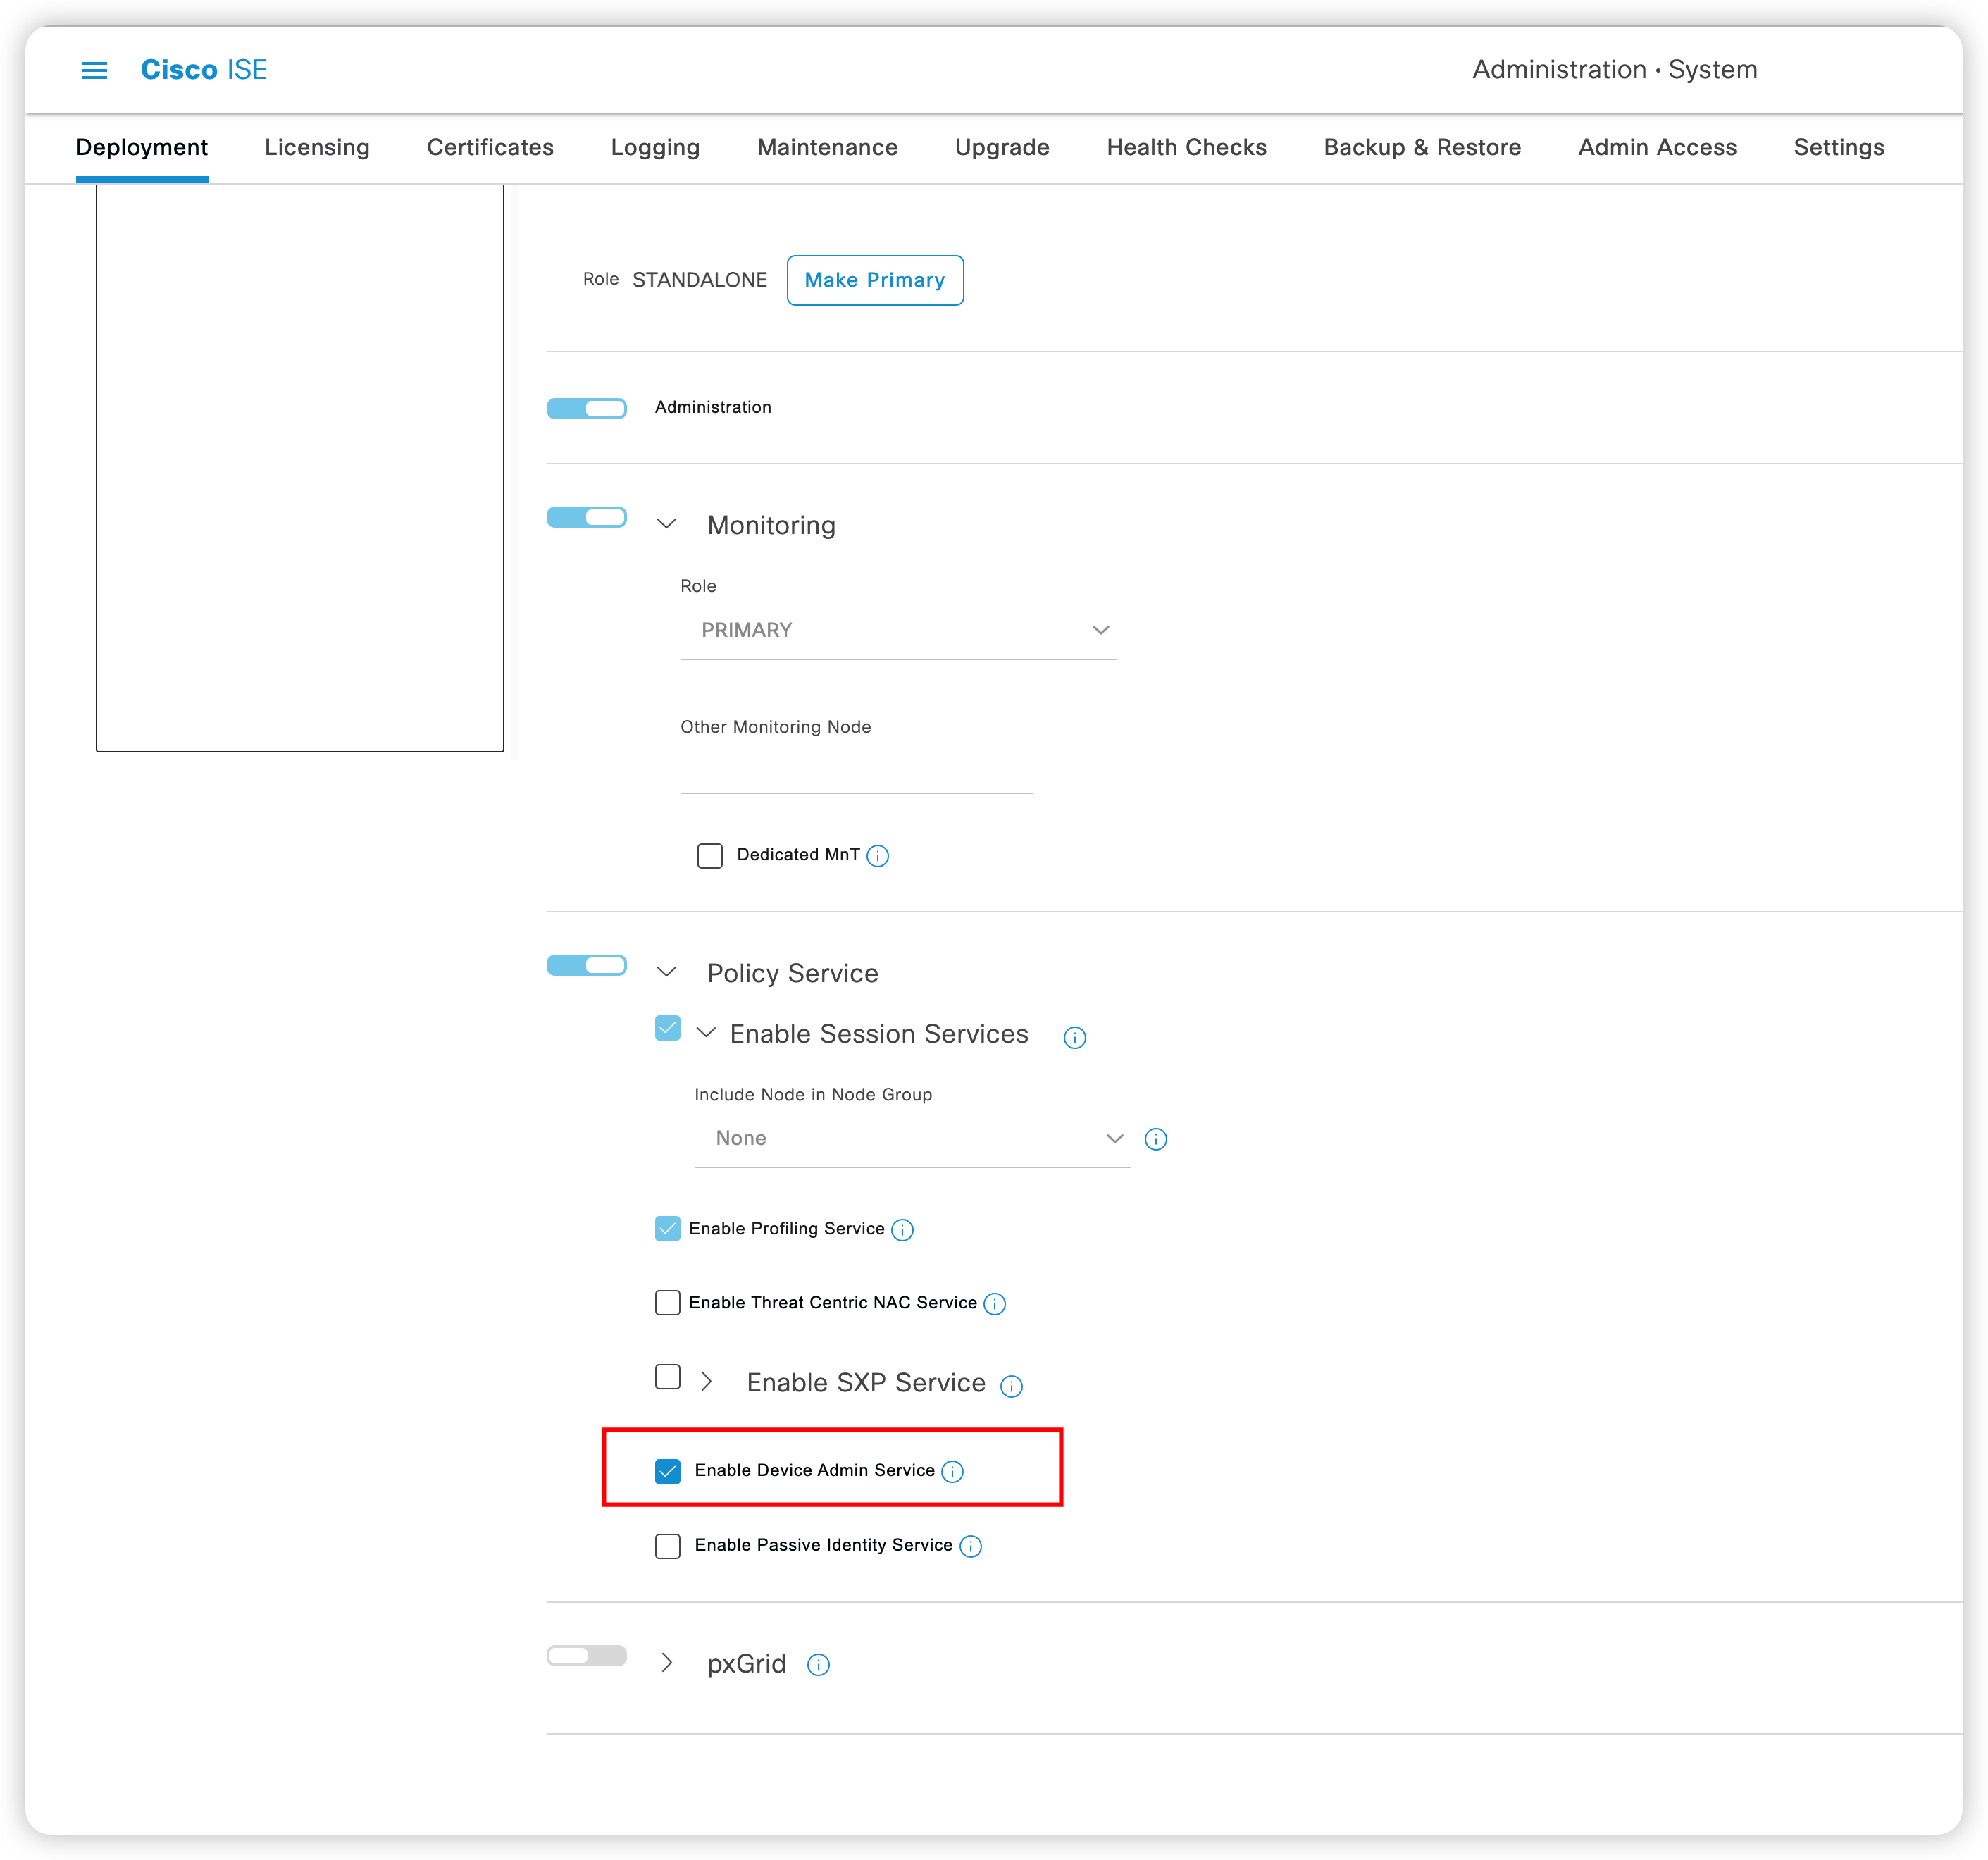 Cisco ISE
Administration · System
Deployment Licensing Certificates Logging Maintenance Upgrade Health Checks Backup & Restore Admin Access Settings
Role STANDALONE Make Primary
Administration
Monitoring
Role
PRIMARY
Other Monitoring Node
Dedicated MnT
Policy Service
Enable Session Services
Include Node in Node Group
None
Enable Profiling Service
Enable Threat Centric NAC Service
Enable SXP Service
Enable Device Admin Service
Enable Passive Identity Service
pxGrid